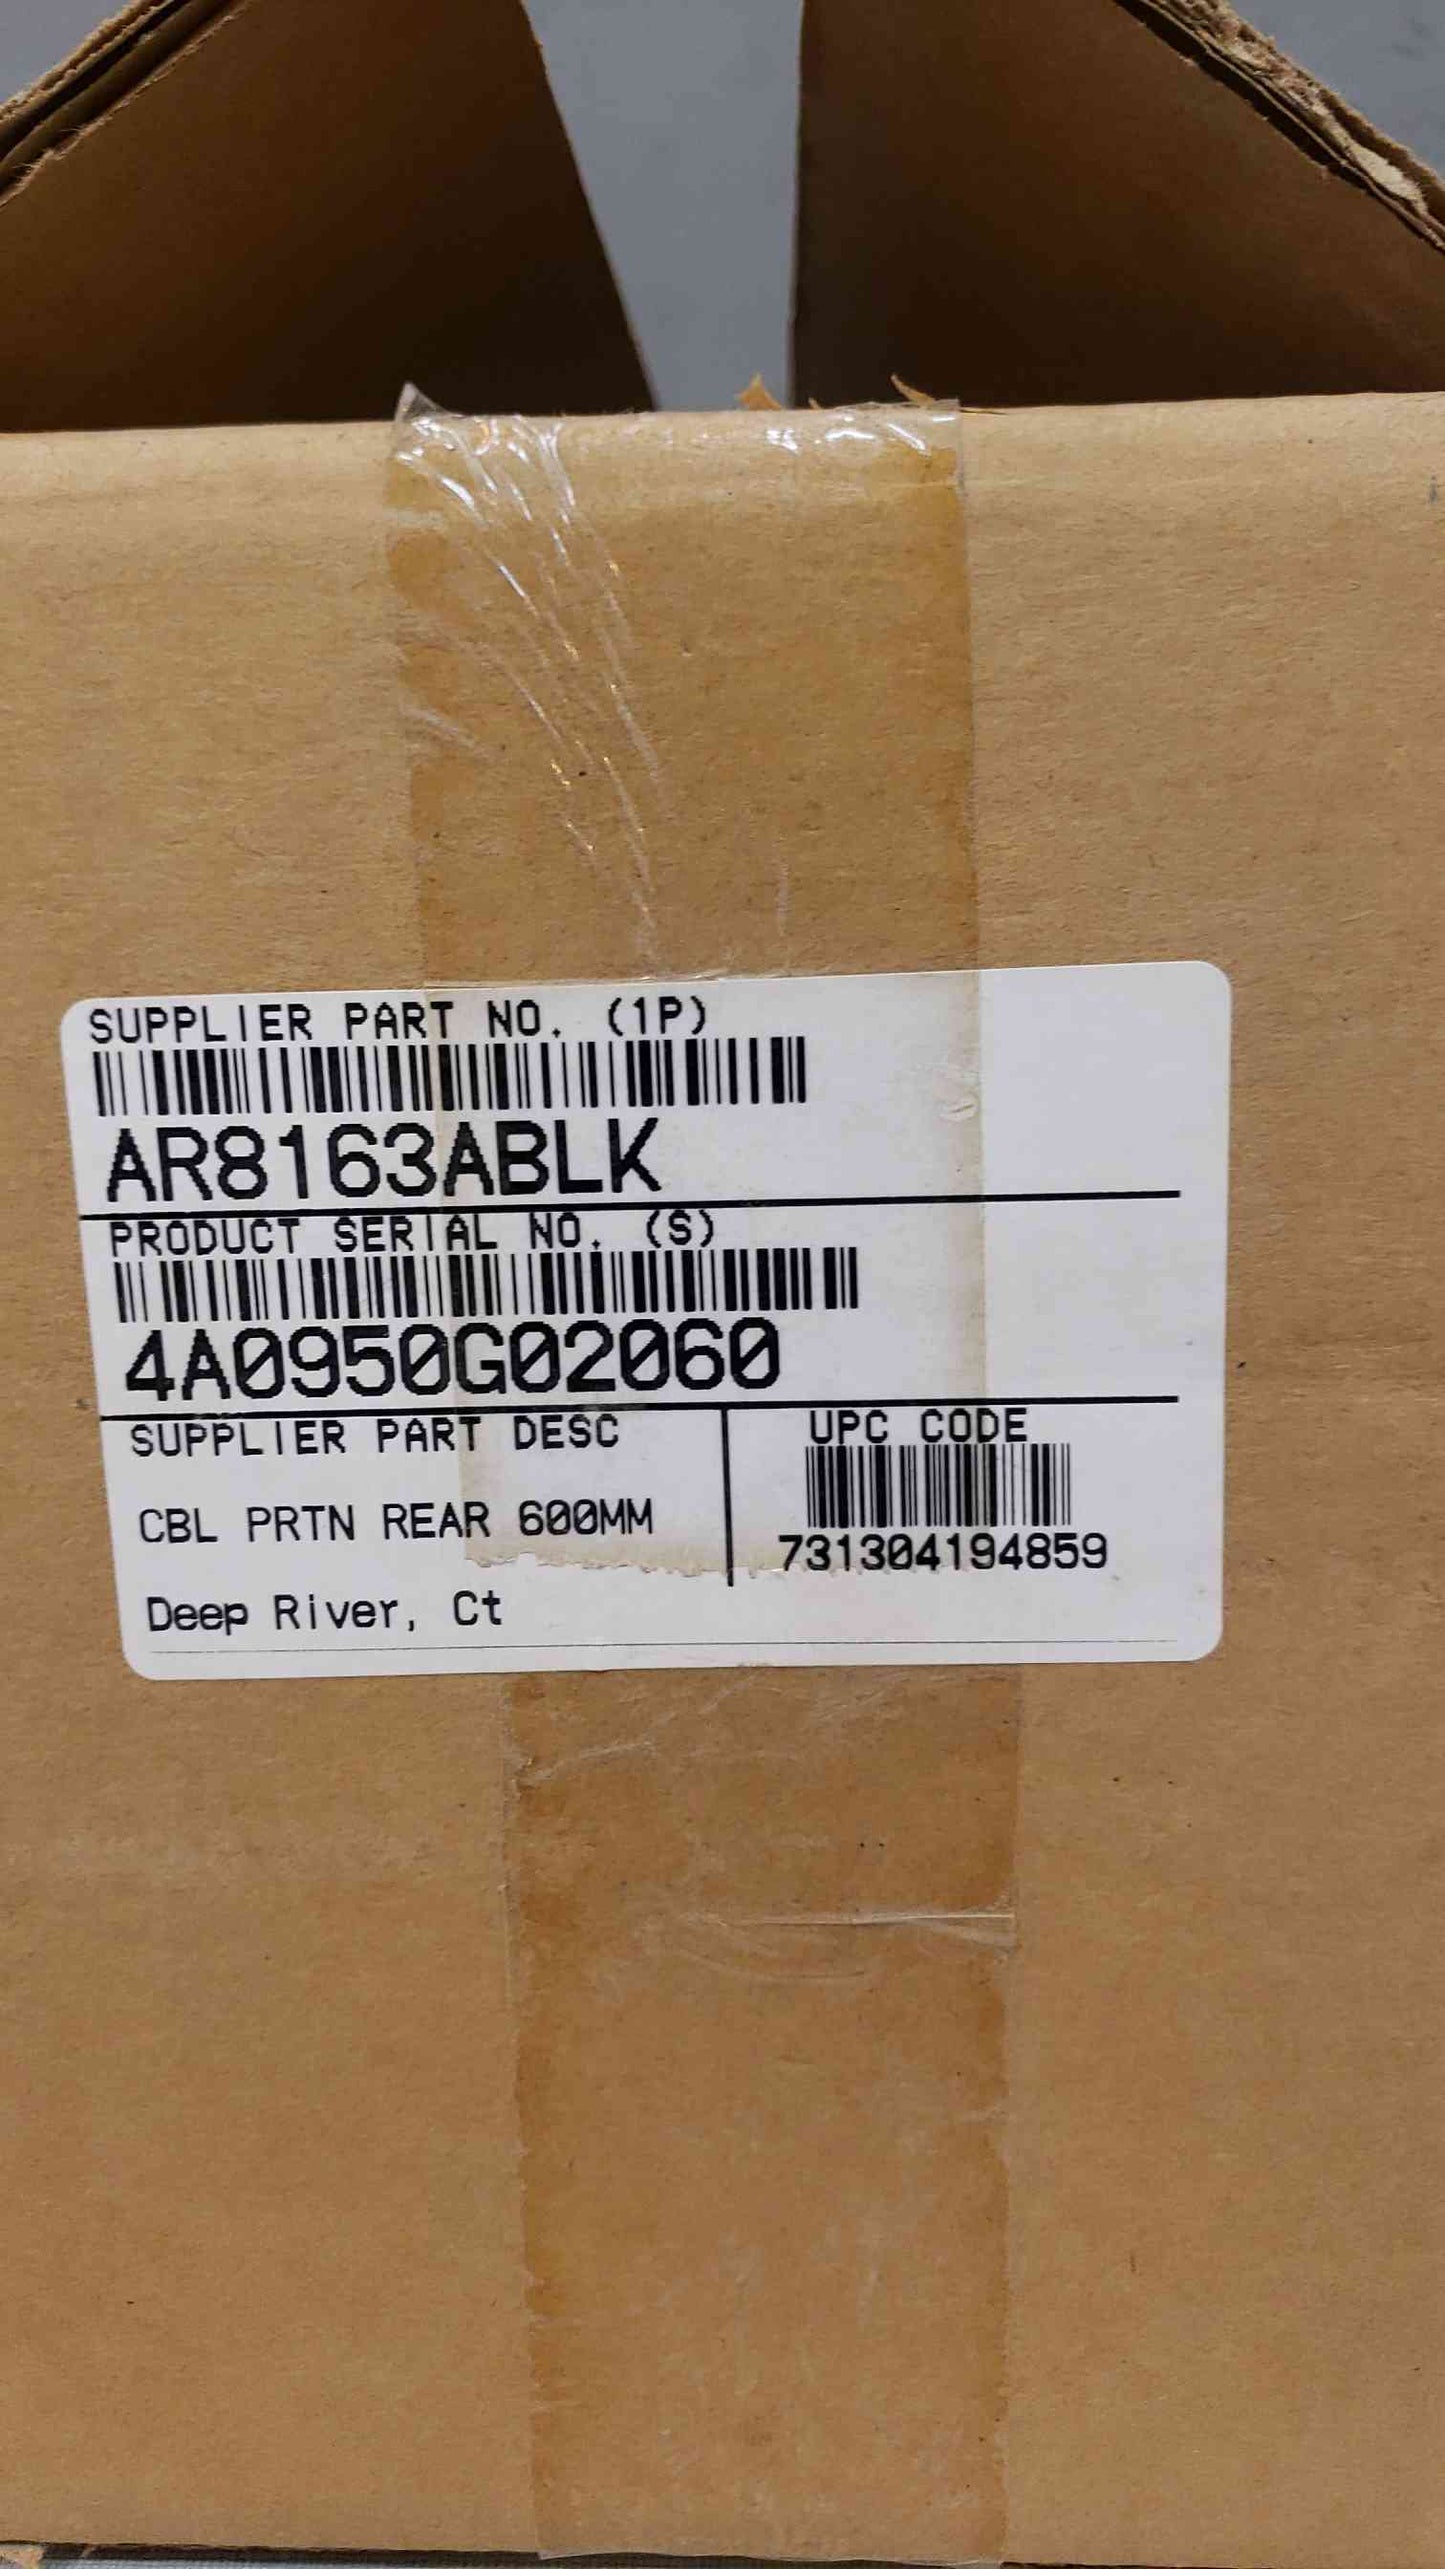 SUPPLIER PART NO. (1P)
AR8163ABLK
PRODUCT SERIAL NO. (S)
4A0950G02060
SUPPLIER PART DESC
CBL PRTN REAR 600MM
UPC CODE
731304194859
Deep River, Ct